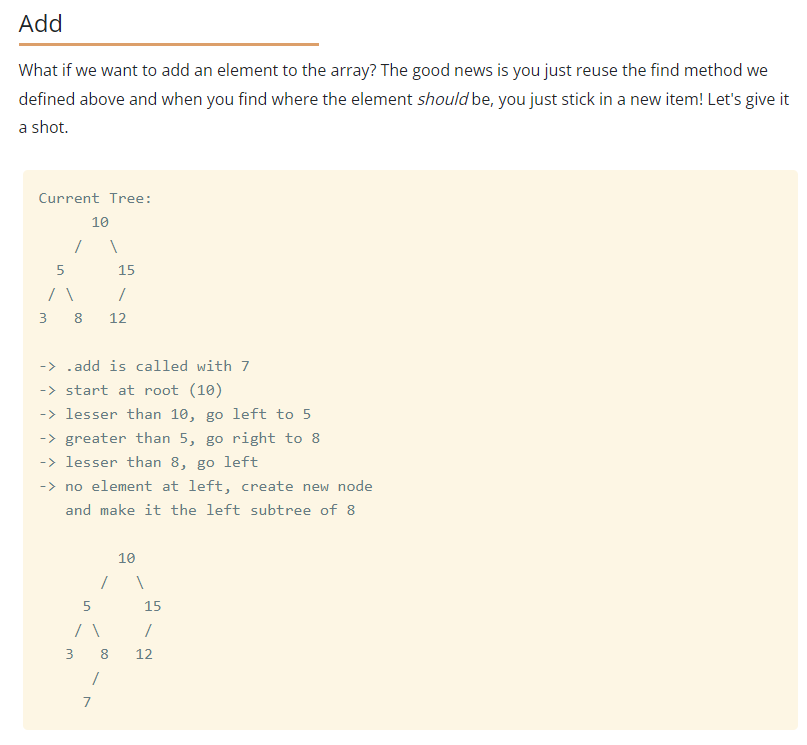 Add
What if we want to add an element to the array? The good news is you just reuse the find method we
defined above and when you find where the element should be, you just stick in a new item! Let's give it
a shot.
Current Tree:
      10
    /   \
  5      15
 / \     /
3   8   12
-> .add is called with 7
-> start at root (10)
-> lesser than 10, go left to 5
-> greater than 5, go right to 8
-> lesser than 8, go left
-> no element at left, create new node
   and make it the left subtree of 8
         10
       /   \
     5      15
    / \     /
   3   8   12
      /
     7